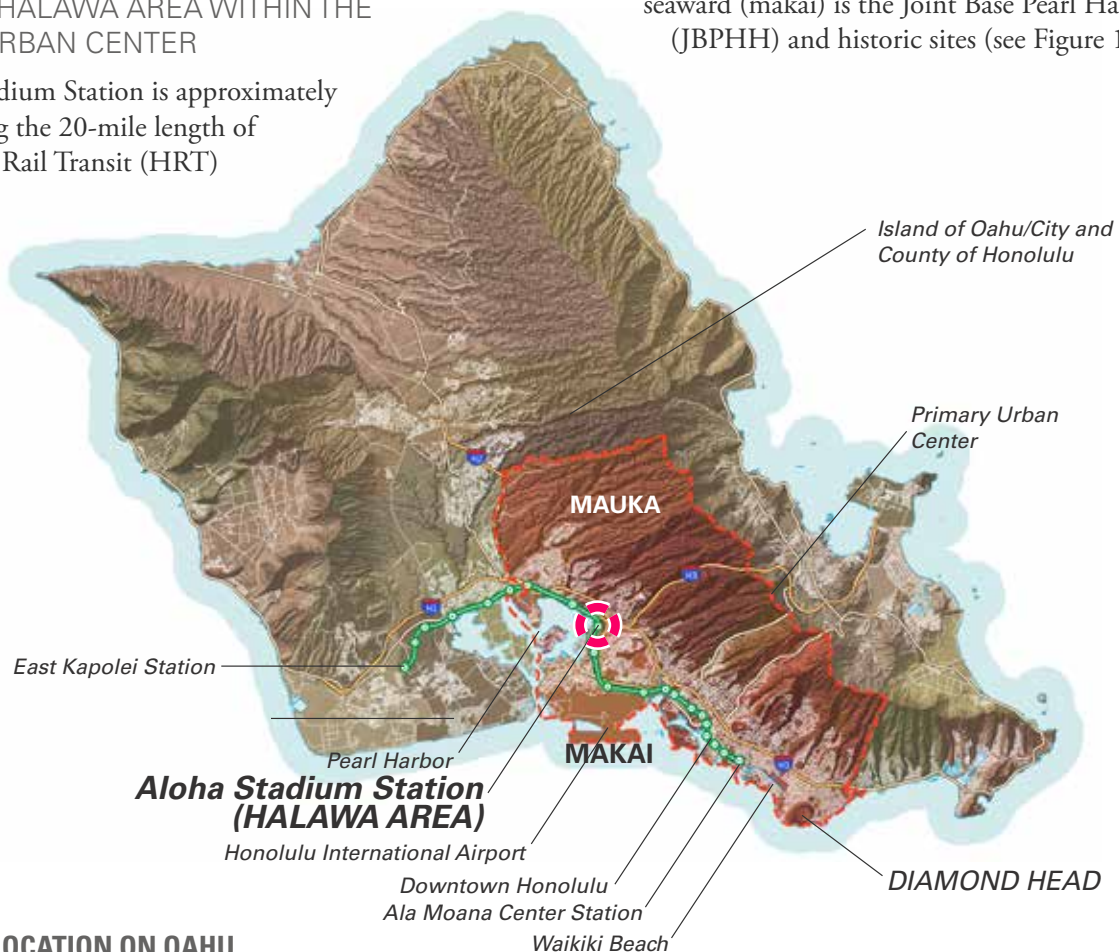 HALAWA AREA WITHIN THE
RBAN CENTER
dium Station is approximately
g the 20-mile length of
Rail Transit (HRT)
seaward (makai) is the Joint Base Pearl Ha
(JBPHH) and historic sites (see Figure 1
Island of Oahu/City and
County of Honolulu
Primary Urban
Center
MAUKA
H2
H3
H1
East Kapolei Station
Pearl Harbor
MAKAI
Aloha Stadium Station
(HALAWA AREA)
Honolulu International Airport
Downtown Honolulu
Ala Moana Center Station
Waikiki Beach
DIAMOND HEAD
OCATION ON OAHU